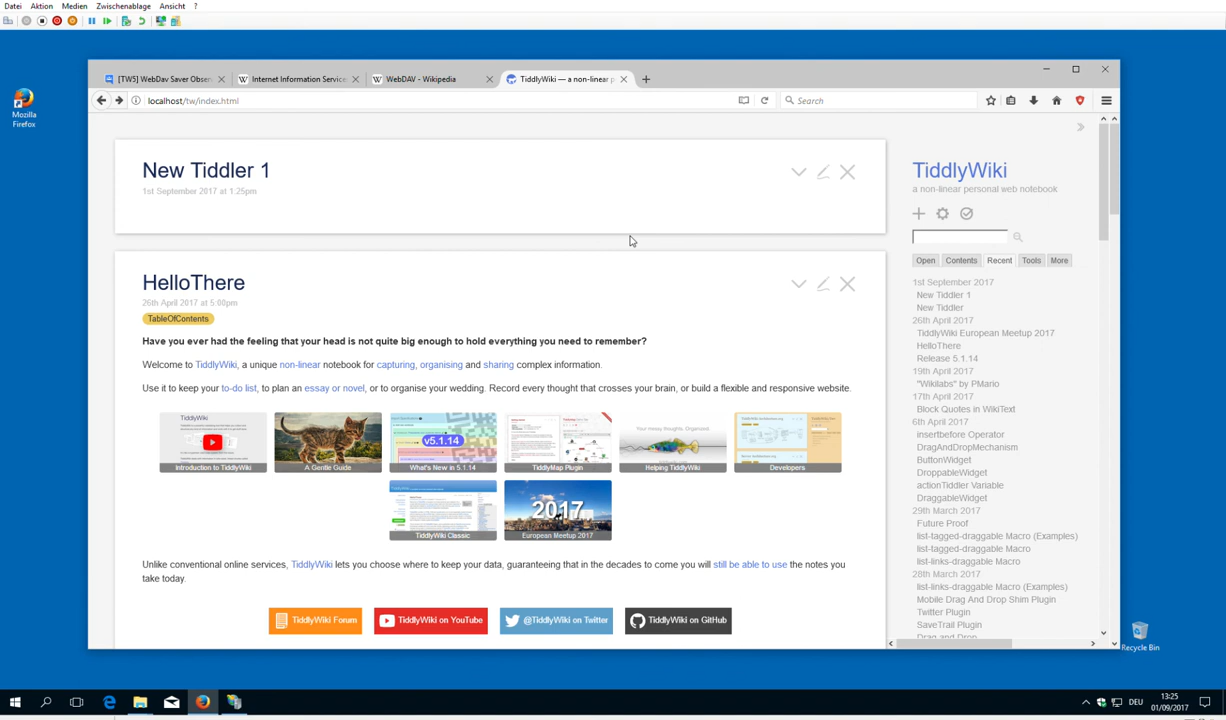 Datei Aktion Medien Zwischenablage Ansicht ?
[TW5] WebDav Saver Obser
Internet Information Service
WebDAV - Wikipedia
TiddlyWiki — a non-linear p
localhost/tw/index.html
Search
Mozilla
Firefox
New Tiddler 1
1st September 2017 at 1:25pm
HelloThere
26th April 2017 at 5:00pm
TableOfContents
Have you ever had the feeling that your head is not quite big enough to hold everything you need to remember?
Welcome to TiddlyWiki, a unique non-linear notebook for capturing, organising and sharing complex information.
Use it to keep your to-do list, to plan an essay or novel, or to organise your wedding. Record every thought that crosses your brain, or build a flexible and responsive website.
TiddlyWiki
Introduction to TiddlyWiki
A Gentle Guide
v5.1.14
What's New in 5.1.14
TiddlyMap Plugin
Helping TiddlyWiki
Developers
TiddlyWiki Classic
2017
European Meetup 2017
Unlike conventional online services, TiddlyWiki lets you choose where to keep your data, guaranteeing that in the decades to come you will still be able to use the notes you
take today.
TiddlyWiki Forum
TiddlyWiki on YouTube
@TiddlyWiki on Twitter
TiddlyWiki on GitHub
TiddlyWiki
a non-linear personal web notebook
Open Contents Recent Tools More
1st September 2017
New Tiddler 1
New Tiddler
26th April 2017
TiddlyWiki European Meetup 2017
HelloThere
Release 5.1.14
19th April 2017
"Wikilabs" by PMario
17th April 2017
Block Quotes in WikiText
6th April 2017
insertbefore Operator
DragAndDropMechanism
ButtonWidget
DroppableWidget
actionTiddler Variable
DraggableWidget
29th March 2017
Future Proof
list-tagged-draggable Macro (Examples)
list-tagged-draggable Macro
list-links-draggable Macro
28th March 2017
list-links-draggable Macro (Examples)
Mobile Drag And Drop Shim Plugin
Twitter Plugin
SaveTrail Plugin
Drag and Drop
Recycle Bin
DEU
13:25
01/09/2017